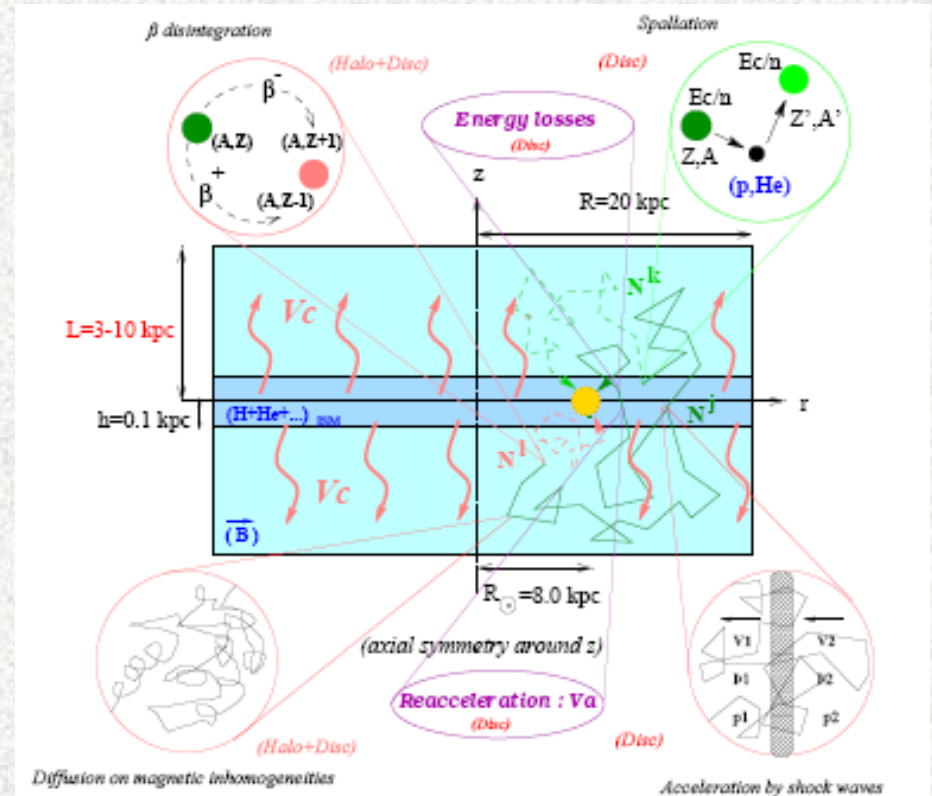 β disintegration
Spallation
(Halo+Disc)
(Disc)
β-
(A,Z)
(A,Z+1)
β+
(A,Z-1)
Energy losses
(Disc)
Ec/n
Ec/n
Z',A'
Z,A
(p,He)
z
R=20 kpc
L=3-10 kpc
Vc
N^k
h=0.1 kpc
(H+He+...) ISM
r
N^j
N^l
Vc
(B)
R☉=8.0 kpc
(axial symmetry around z)
V1
V2
p1
p2
Reacceleration : Va
(Disc)
(Halo+Disc)
(Disc)
Diffusion on magnetic inhomogeneities
Acceleration by shock waves